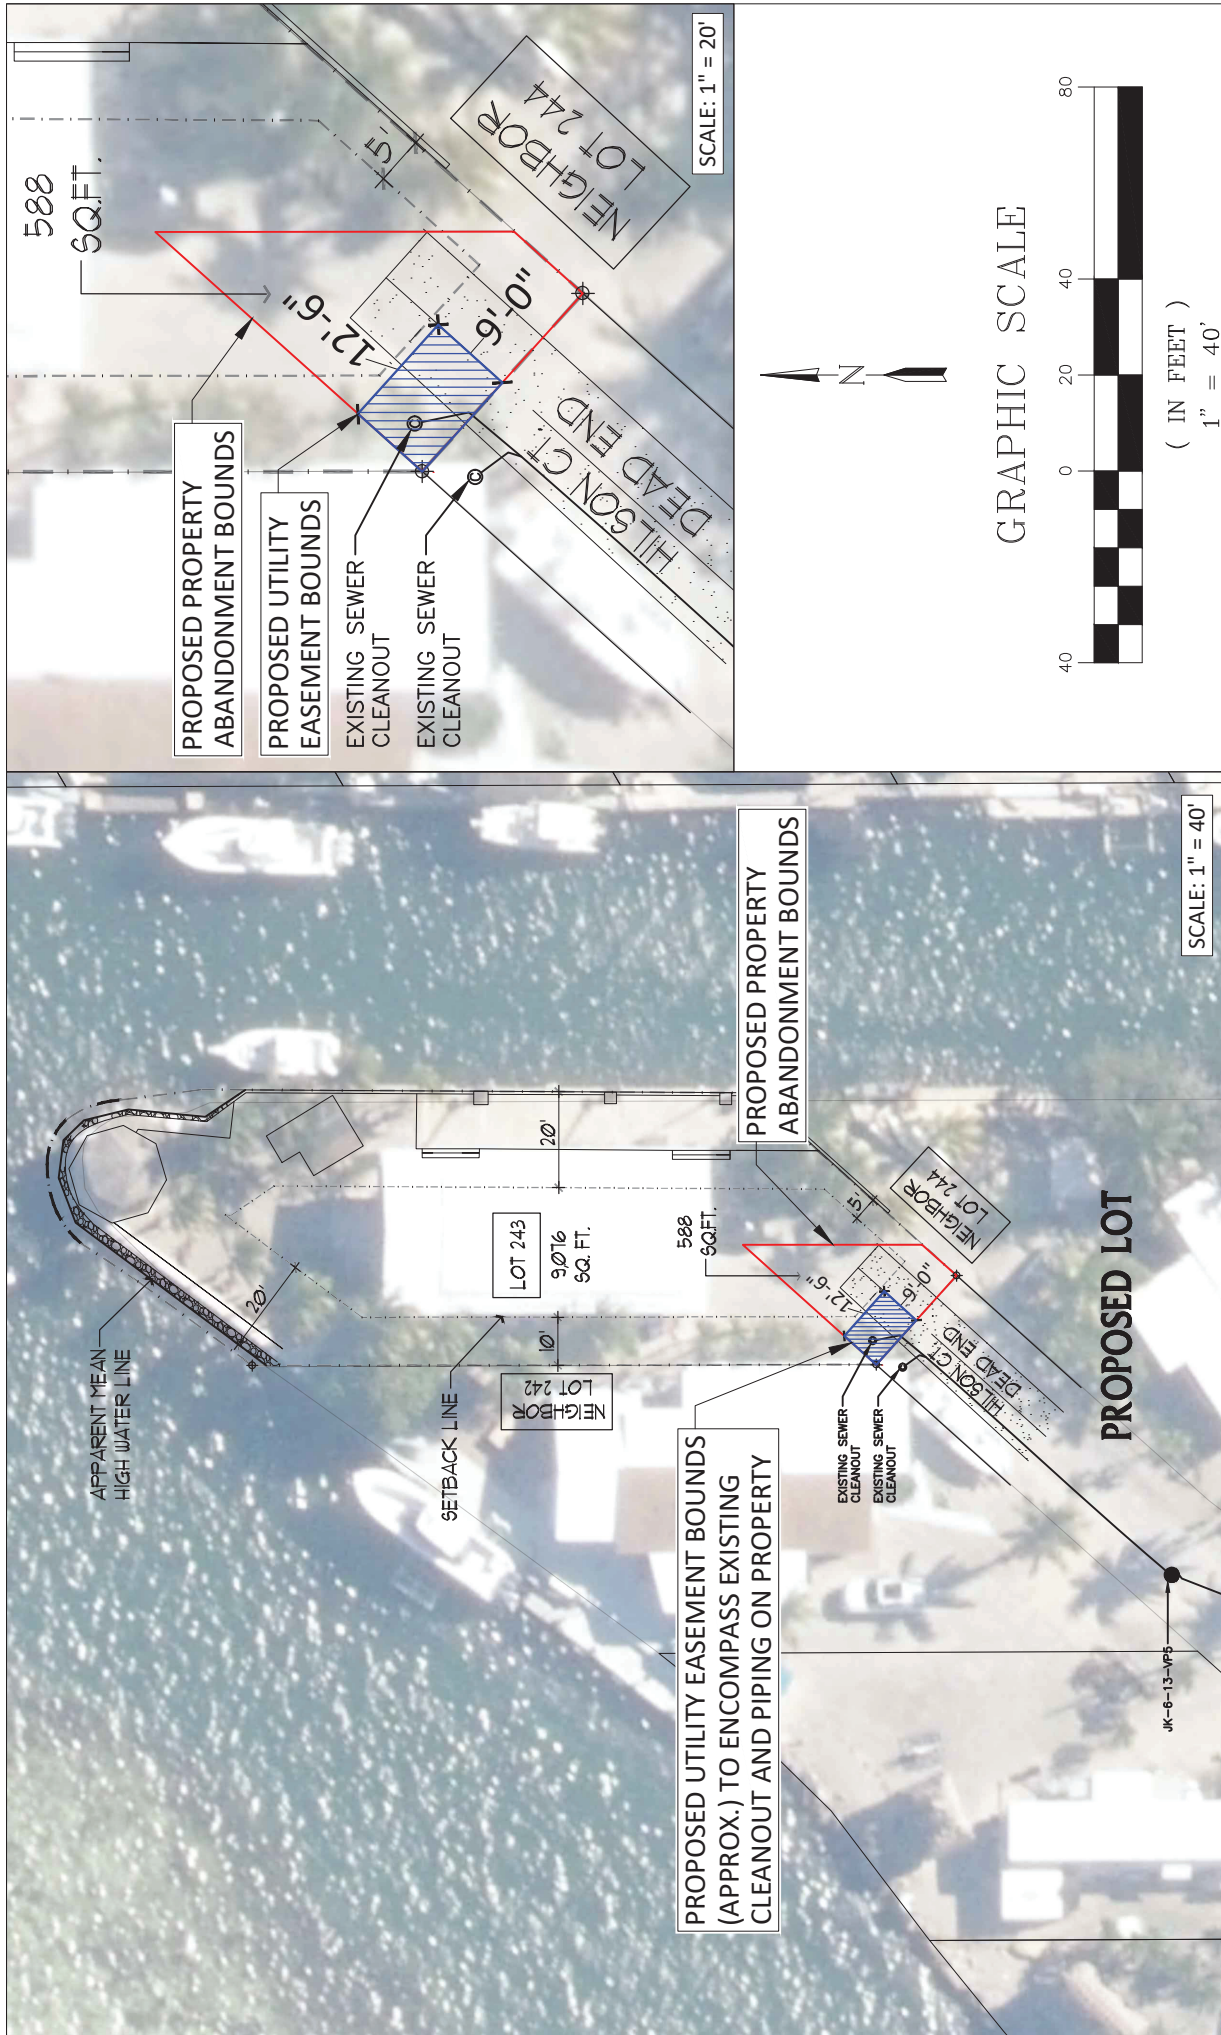 588
SQ.FT.
5'
NEIGHBOR
LOT 244
SCALE: 1" = 20'
12'-6"
9'-0"
PROPOSED PROPERTY
ABANDONMENT BOUNDS
PROPOSED UTILITY
EASEMENT BOUNDS
EXISTING SEWER
CLEANOUT
EXISTING SEWER
CLEANOUT
HILSON CT.
DEAD END
N
GRAPHIC SCALE
40
0
20
40
80
( IN FEET )
1" = 40'
APPARENT MEAN
HIGH WATER LINE
20'
20'
LOT 243
9,076
SQ. FT.
SETBACK LINE
10'
NEIGHBOR
LOT 242
588
SQ.FT.
PROPOSED PROPERTY
ABANDONMENT BOUNDS
5'
NEIGHBOR
LOT 244
12'-6"
9'-0"
HILSON CT.
DEAD END
EXISTING SEWER
CLEANOUT
EXISTING SEWER
CLEANOUT
PROPOSED UTILITY EASEMENT BOUNDS
(APPROX.) TO ENCOMPASS EXISTING
CLEANOUT AND PIPING ON PROPERTY
JK-6-13-VP5
PROPOSED LOT
SCALE: 1" = 40'